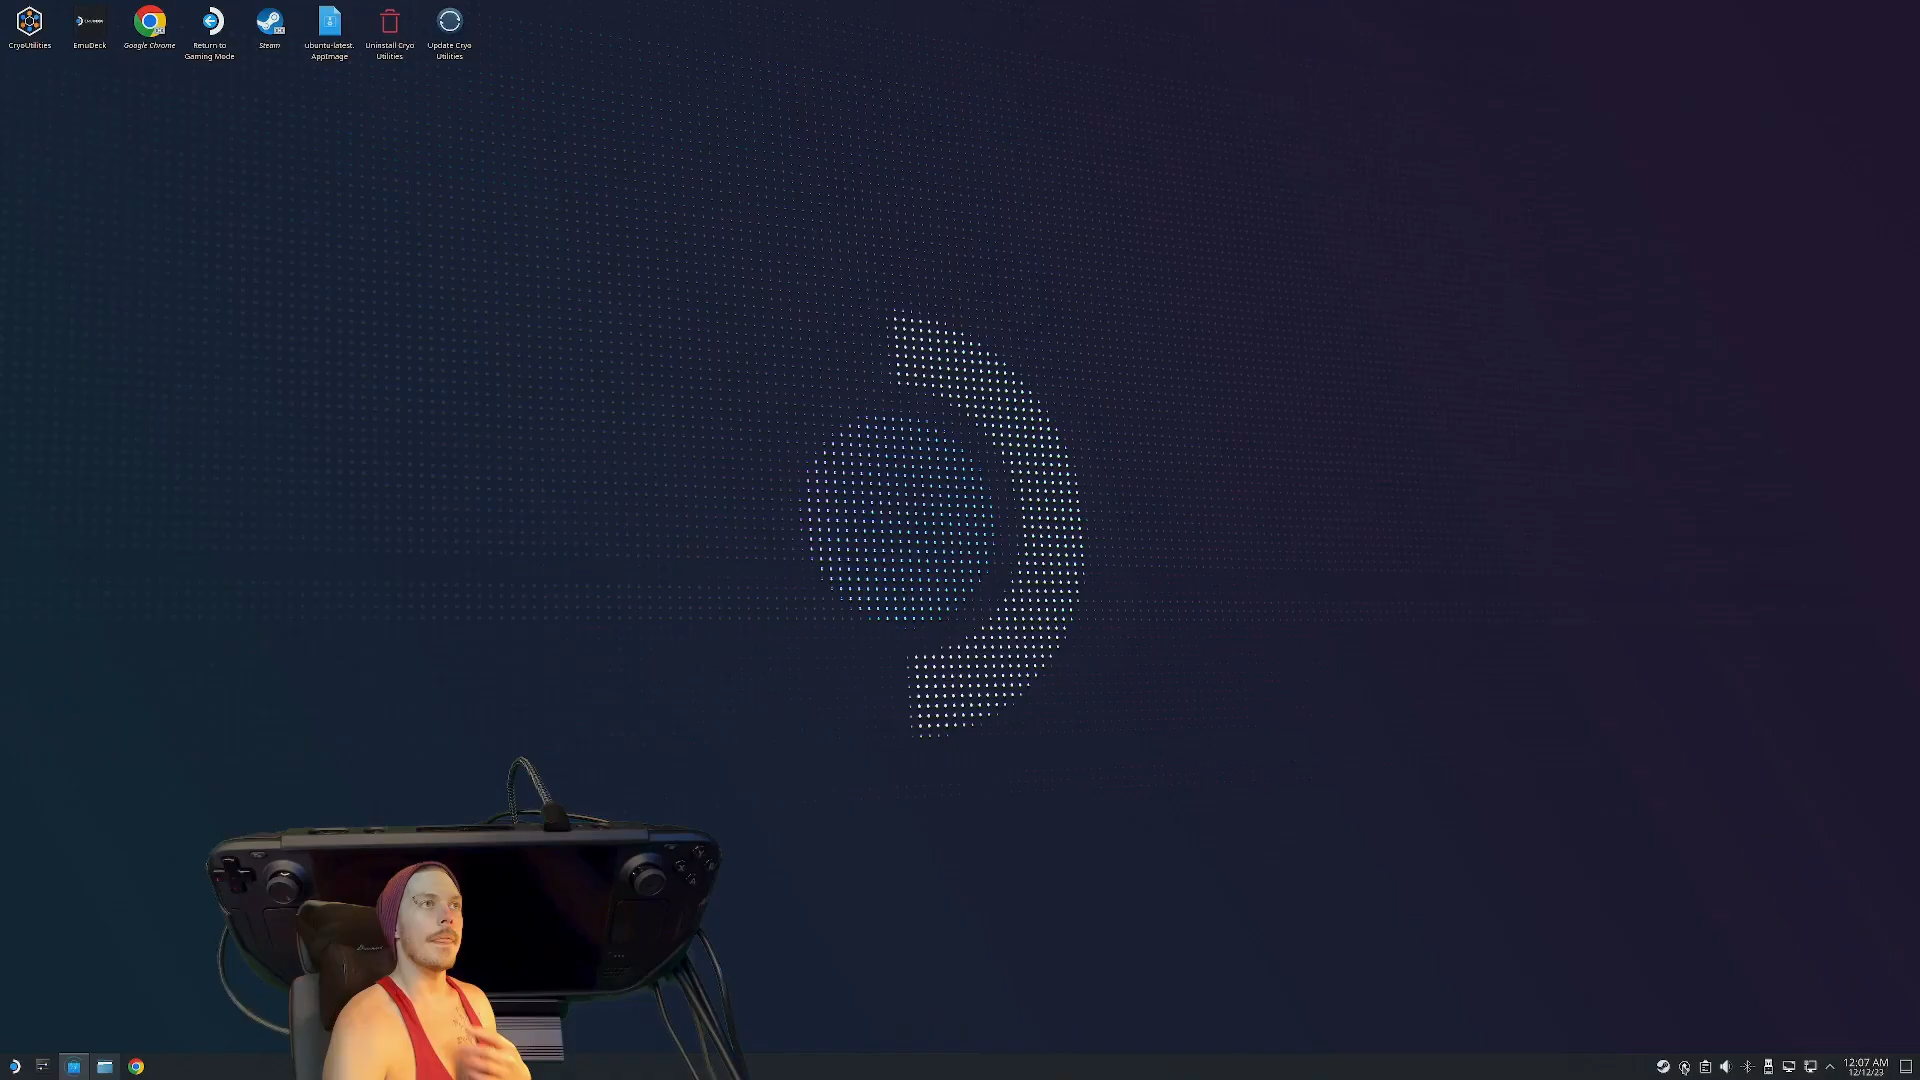 CryoUtilities
EmuDeck
Google Chrome
Return to
Gaming Mode
Steam
ubuntu-latest.
AppImage
Uninstall Cryo
Utilities
Update Cryo
Utilities
12:07 AM
12/12/23